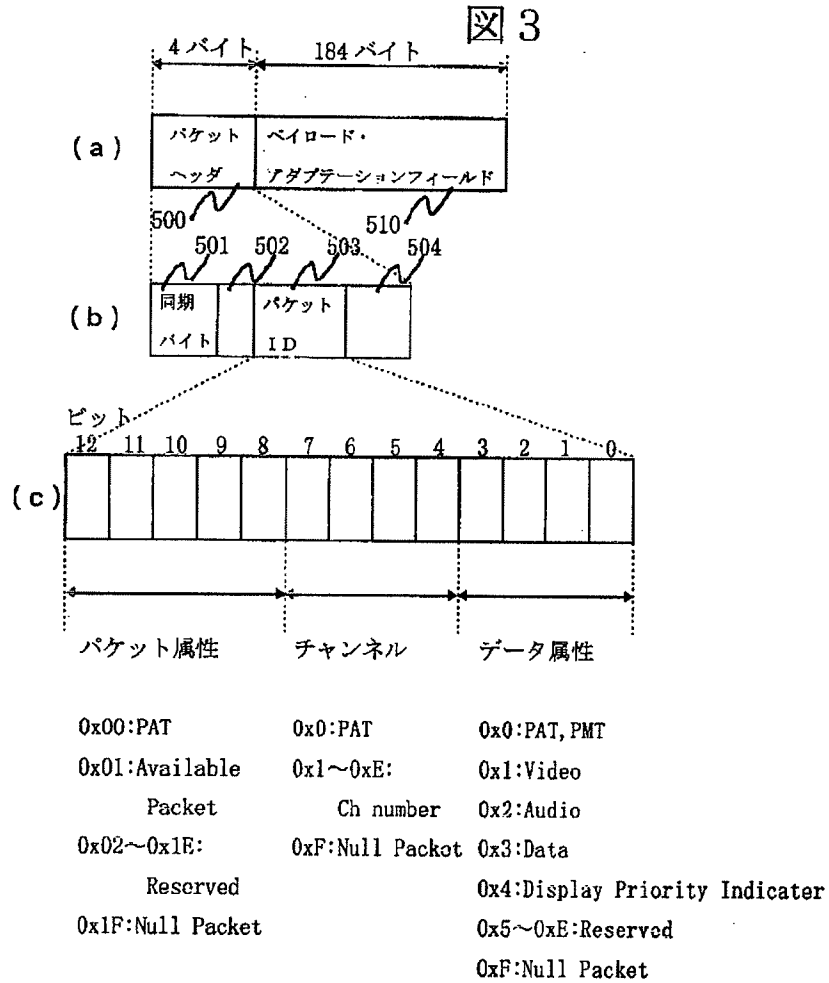 図3
4バイト 184バイト
(a) パケット ペイロード・
ヘッダ アダプテーションフィールド
500 510
501 502 503 504
(b) 同期 パケット
バイト ID
ビット
12 11 10 9 8 7 6 5 4 3 2 1 0
(c)
パケット属性 チャンネル データ属性
0x00:PAT 0x0:PAT 0x0:PAT,PMT
0x01:Available 0x1～0xE: 0x1:Video
Packet Ch number 0x2:Audio
0x02～0x1E: 0xF:Null Packet 0x3:Data
Reserved 0x4:Display Priority Indicater
0x1F:Null Packet 0x5～0xE:Reserved
0xF:Null Packet